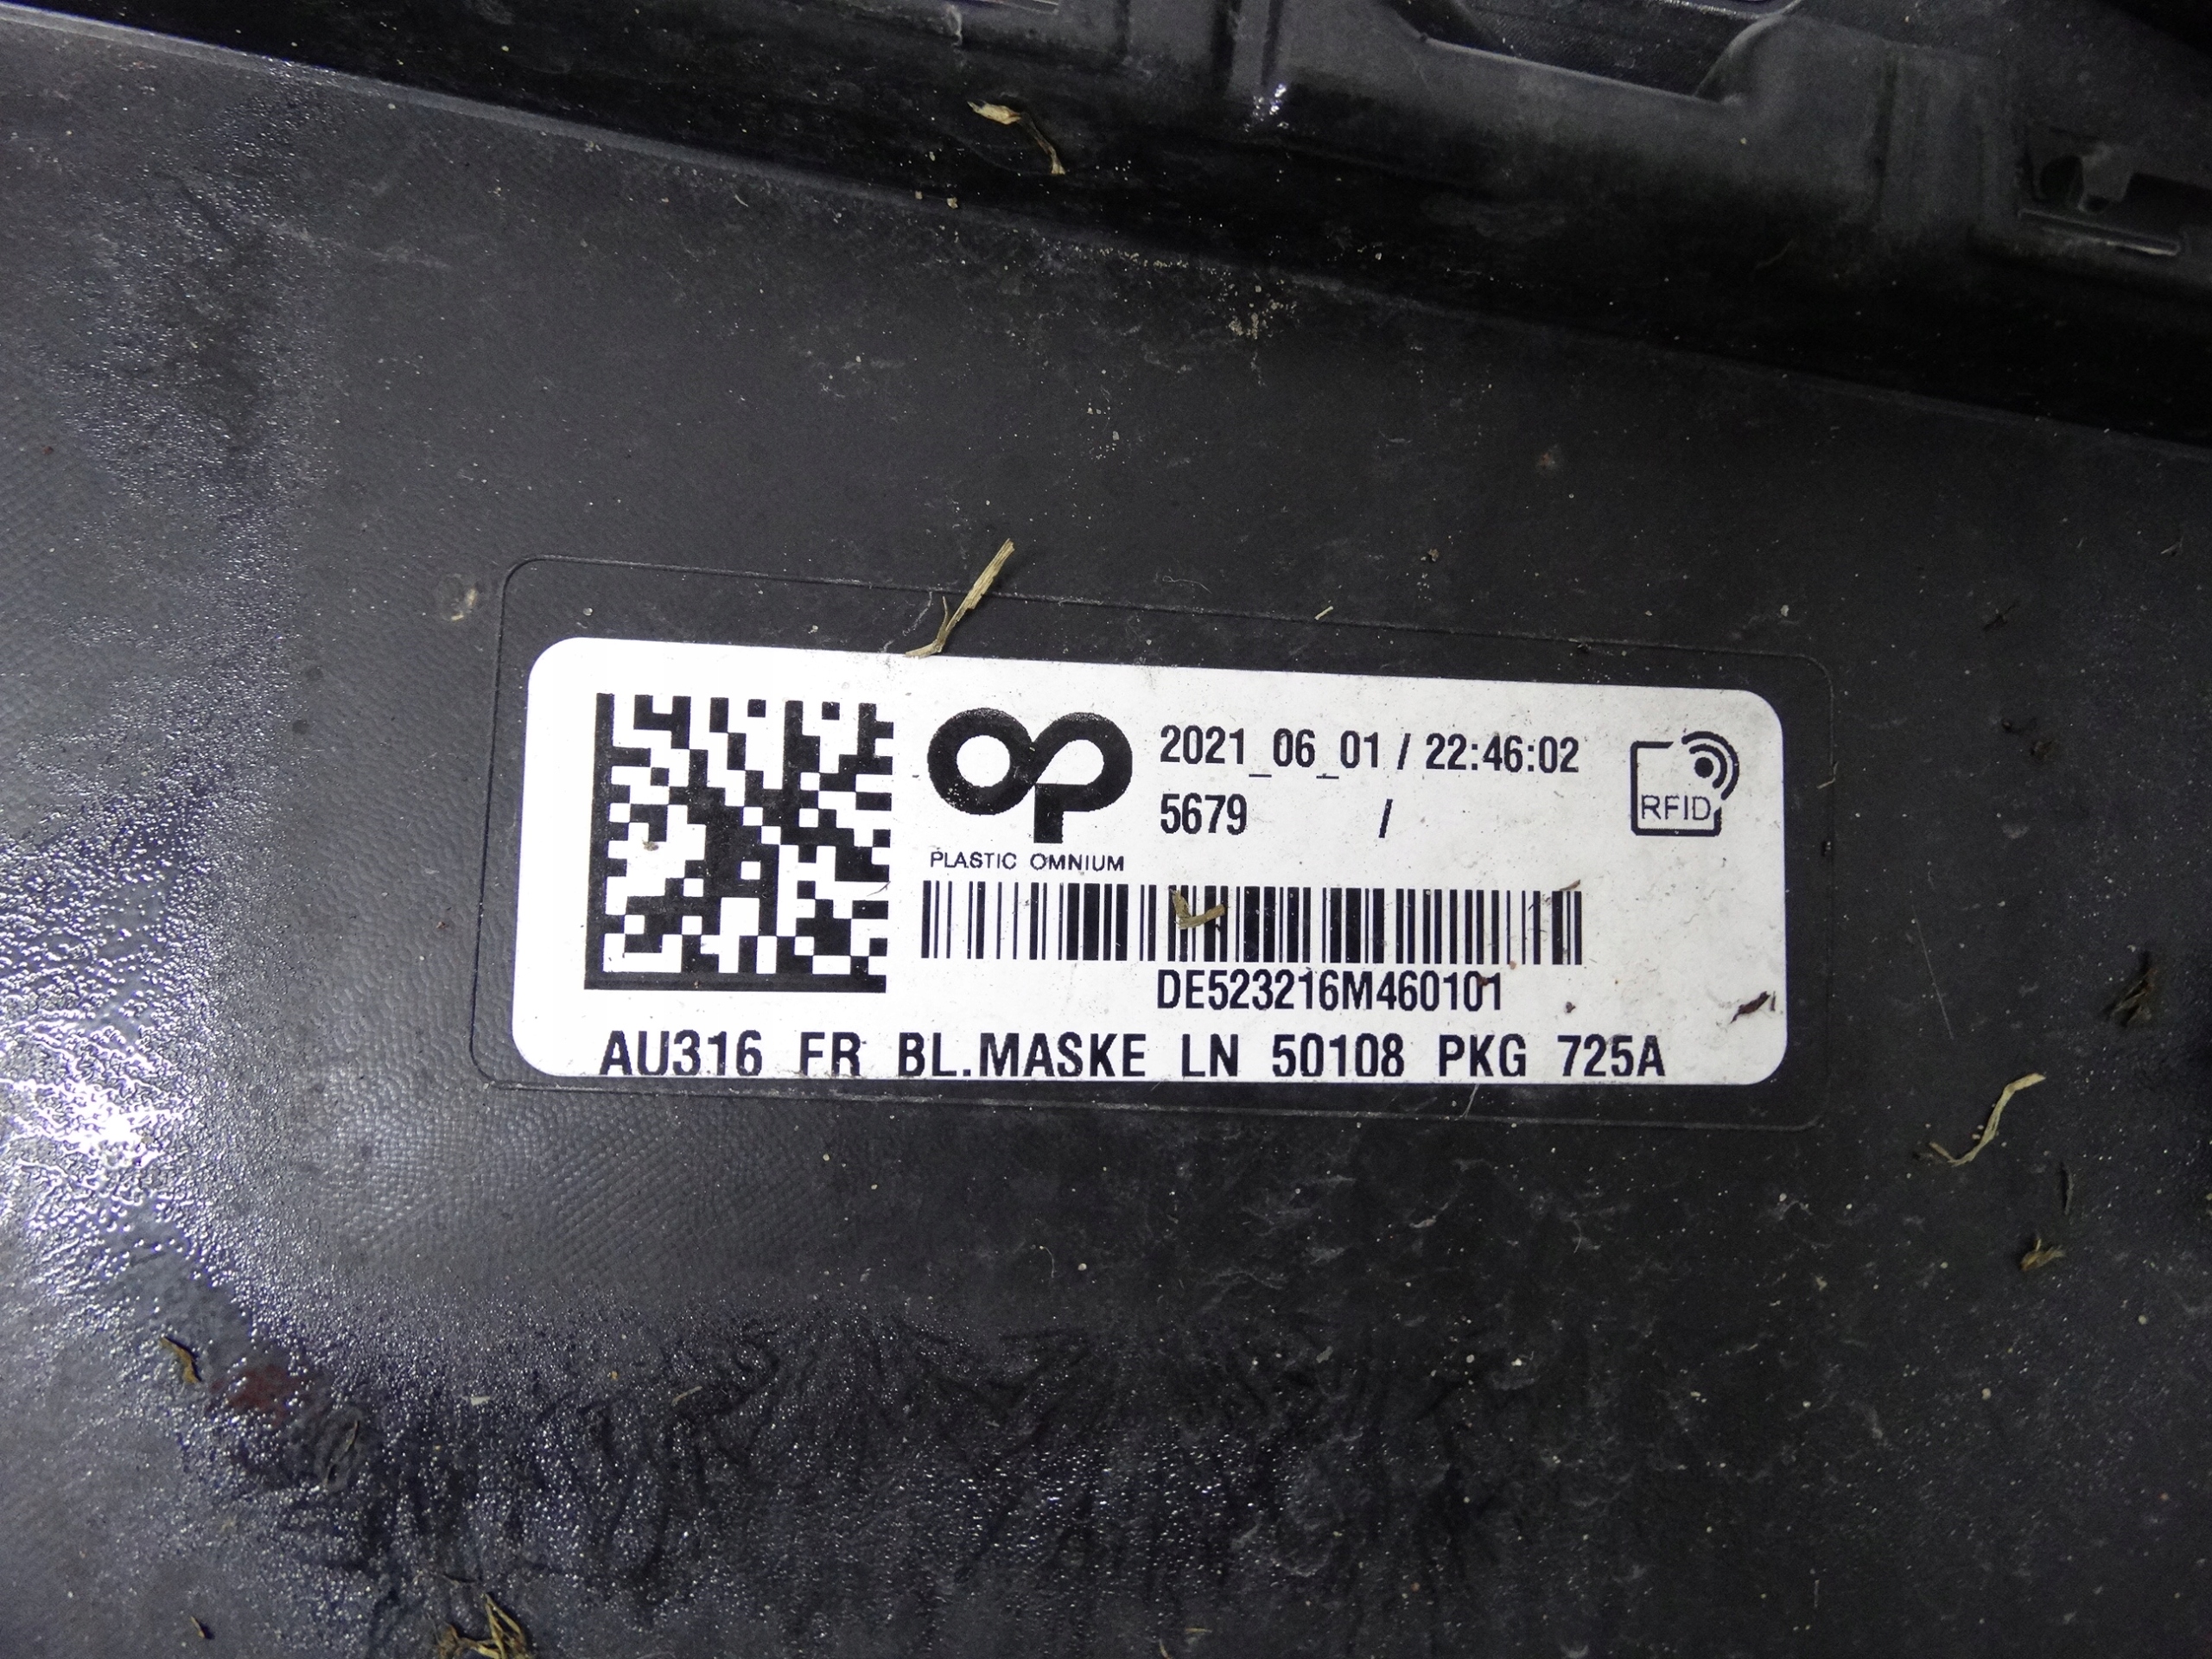 2021_06_01 / 22:46:02
5679 /
RFID
PLASTIC OMNIUM
DE523216M460101
AU316 FR BL.MASKE LN 50108 PKG 725A